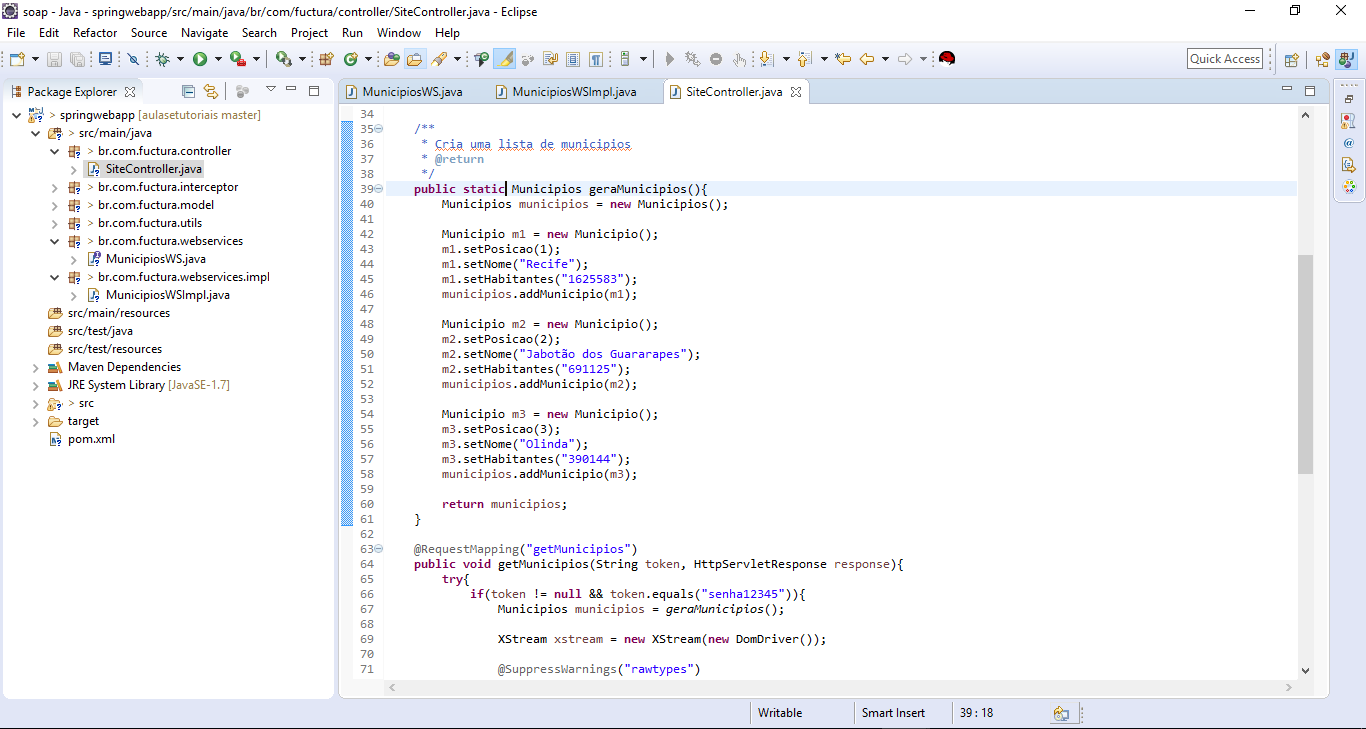 soap - Java - springwebapp/src/main/java/br/com/fuctura/controller/SiteController.java - Eclipse
File Edit Refactor Source Navigate Search Project Run Window Help
Quick Access
Package Explorer
MunicipiosWS.java MunicipiosWSImpl.java SiteController.java
> springwebapp [aulasetutoriais master]
> src/main/java
> br.com.fuctura.controller
SiteController.java
> br.com.fuctura.interceptor
> br.com.fuctura.model
> br.com.fuctura.utils
> br.com.fuctura.webservices
MunicipiosWS.java
> br.com.fuctura.webservices.impl
MunicipiosWSImpl.java
src/main/resources
src/test/java
src/test/resources
Maven Dependencies
JRE System Library [JavaSE-1.7]
> src
target
pom.xml
34
35 /**
36 * Cria uma lista de municipios
37 * @return
38 */
39 public static Municipios geraMunicipios(){
40 Municipios municipios = new Municipios();
41
42 Municipio m1 = new Municipio();
43 m1.setPosicao(1);
44 m1.setNome("Recife");
45 m1.setHabitantes("1625583");
46 municipios.addMunicipio(m1);
47
48 Municipio m2 = new Municipio();
49 m2.setPosicao(2);
50 m2.setNome("Jabotão dos Guararapes");
51 m2.setHabitantes("691125");
52 municipios.addMunicipio(m2);
53
54 Municipio m3 = new Municipio();
55 m3.setPosicao(3);
56 m3.setNome("Olinda");
57 m3.setHabitantes("390144");
58 municipios.addMunicipio(m3);
59
60 return municipios;
61 }
62
63 @RequestMapping("getMunicipios")
64 public void getMunicipios(String token, HttpServletResponse response){
65 try{
66 if(token != null && token.equals("senha12345")){
67 Municipios municipios = geraMunicipios();
68
69 XStream xstream = new XStream(new DomDriver());
70
71 @SuppressWarnings("rawtypes")
Writable Smart Insert 39 : 18